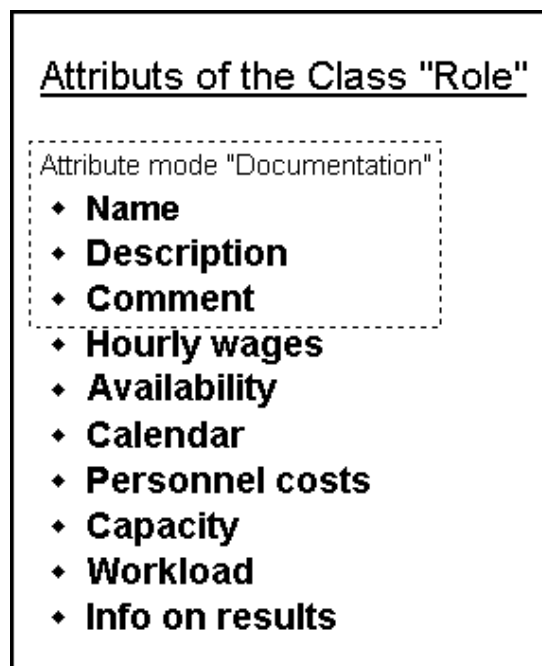 Attributs of the Class "Role"
Attribute mode "Documentation"
Name
Description
Comment
Hourly wages
Availability
Calendar
Personnel costs
Capacity
Workload
Info on results